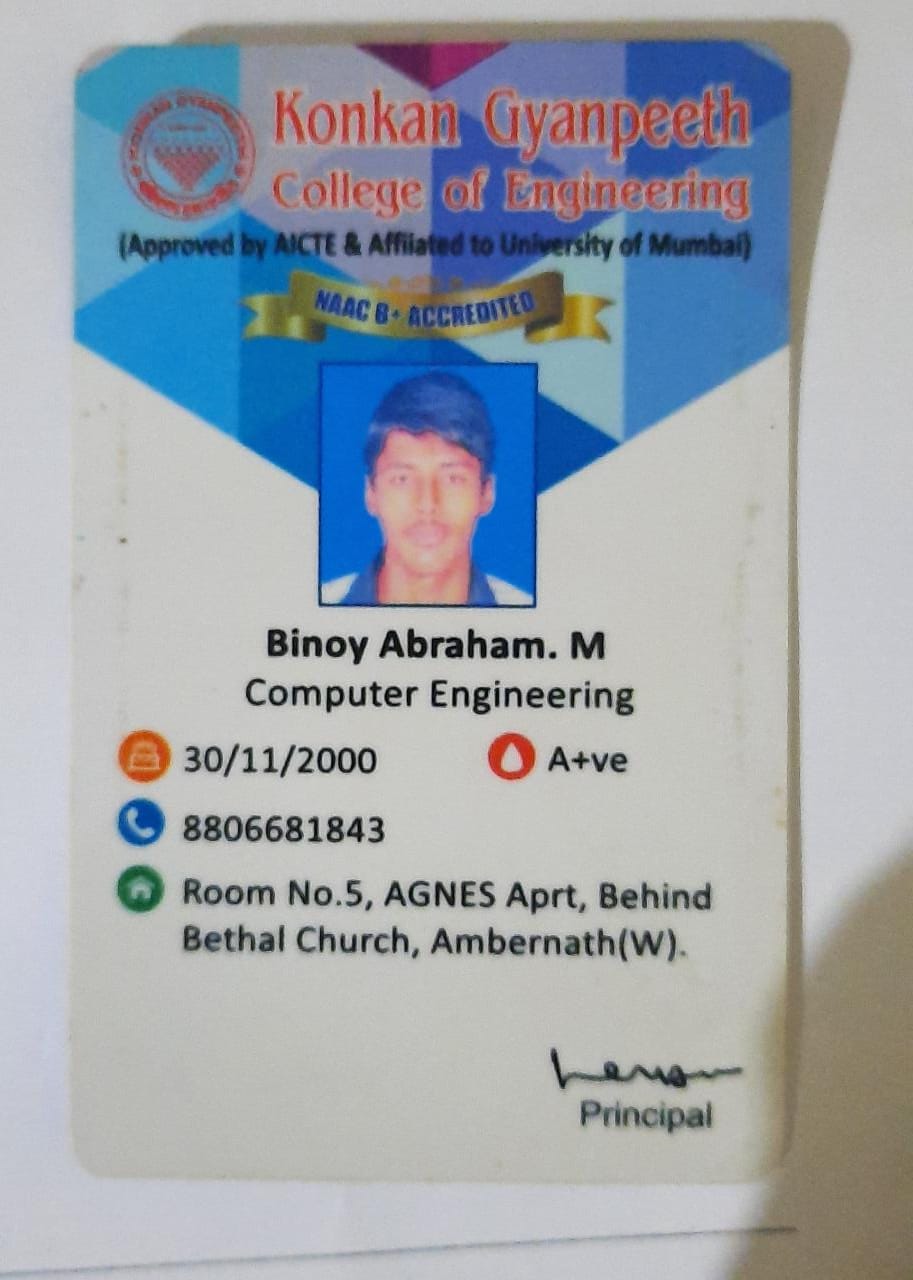 Konkan Gyanpeeth
College of Engineering
(Approved by AICTE & Affiiated to University of Mumbai)
NAAC B+ ACCREDITED
Binoy Abraham. M
Computer Engineering
30/11/2000 A+ve
8806681843
Room No.5, AGNES Aprt, Behind
Bethal Church, Ambernath(W).
Principal